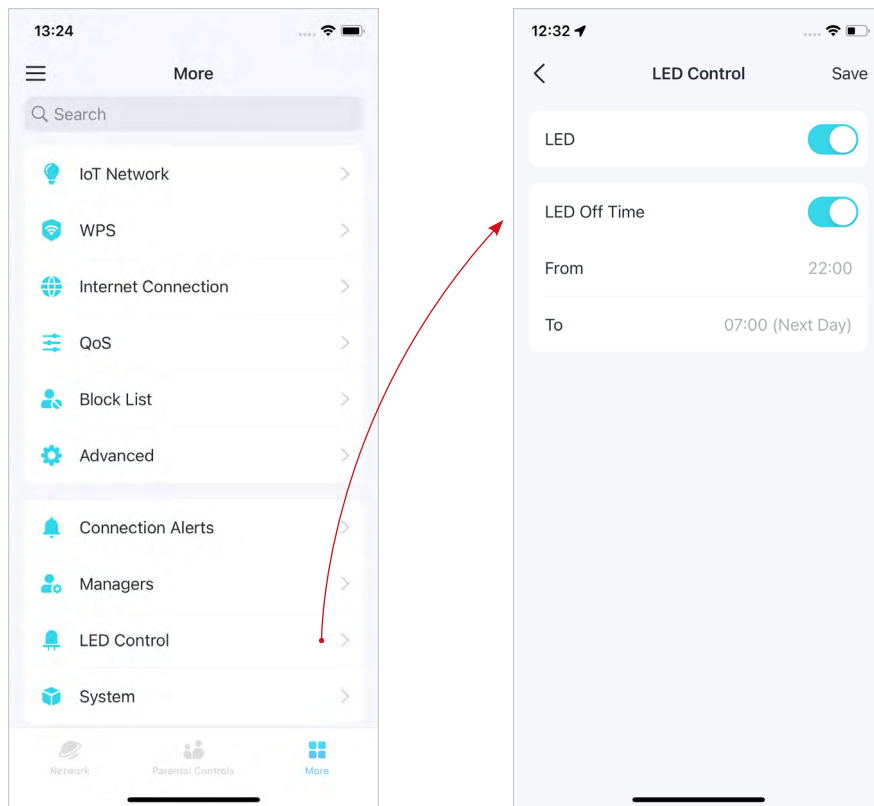 13:24
More
Search
IoT Network
WPS
Internet Connection
QoS
Block List
Advanced
Connection Alerts
Managers
LED Control
System
Network
Parental Controls
More
12:32
LED Control
Save
LED
LED Off Time
From
22:00
To
07:00 (Next Day)